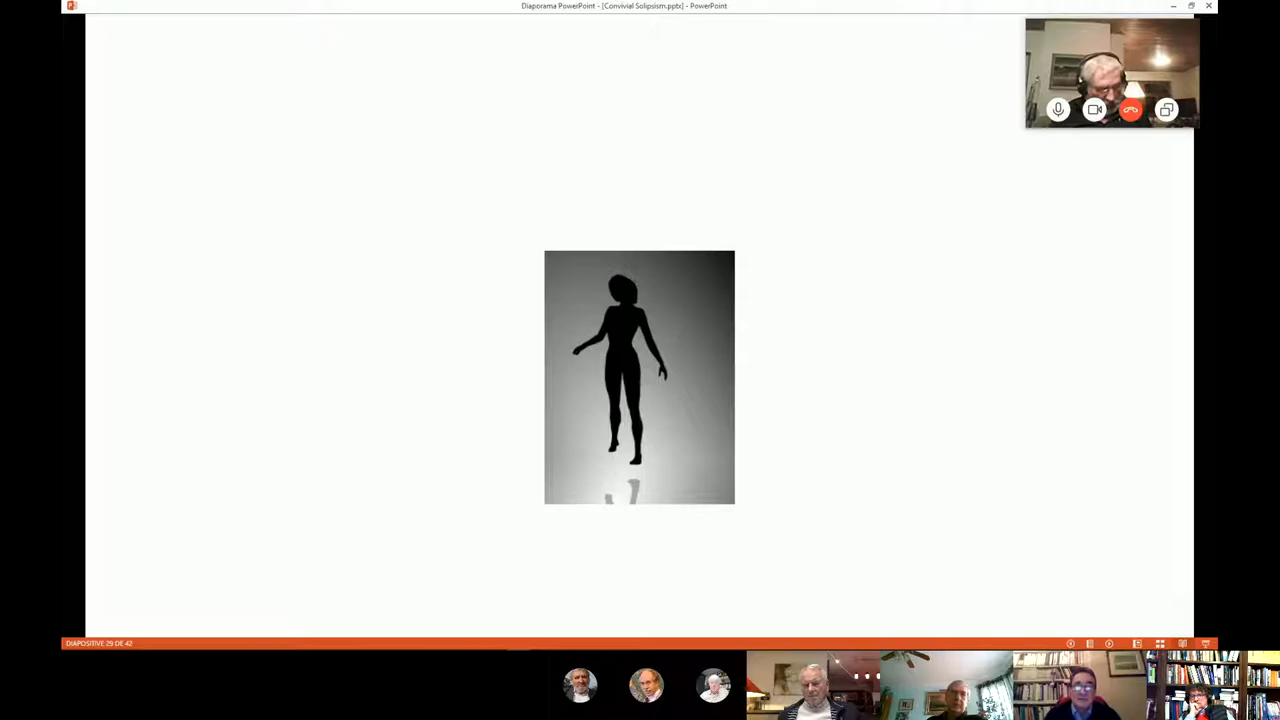 Diaporama PowerPoint - [Convivial Solipsism.pptx] - PowerPoint
DIAPOSITIVE 29 DE 42